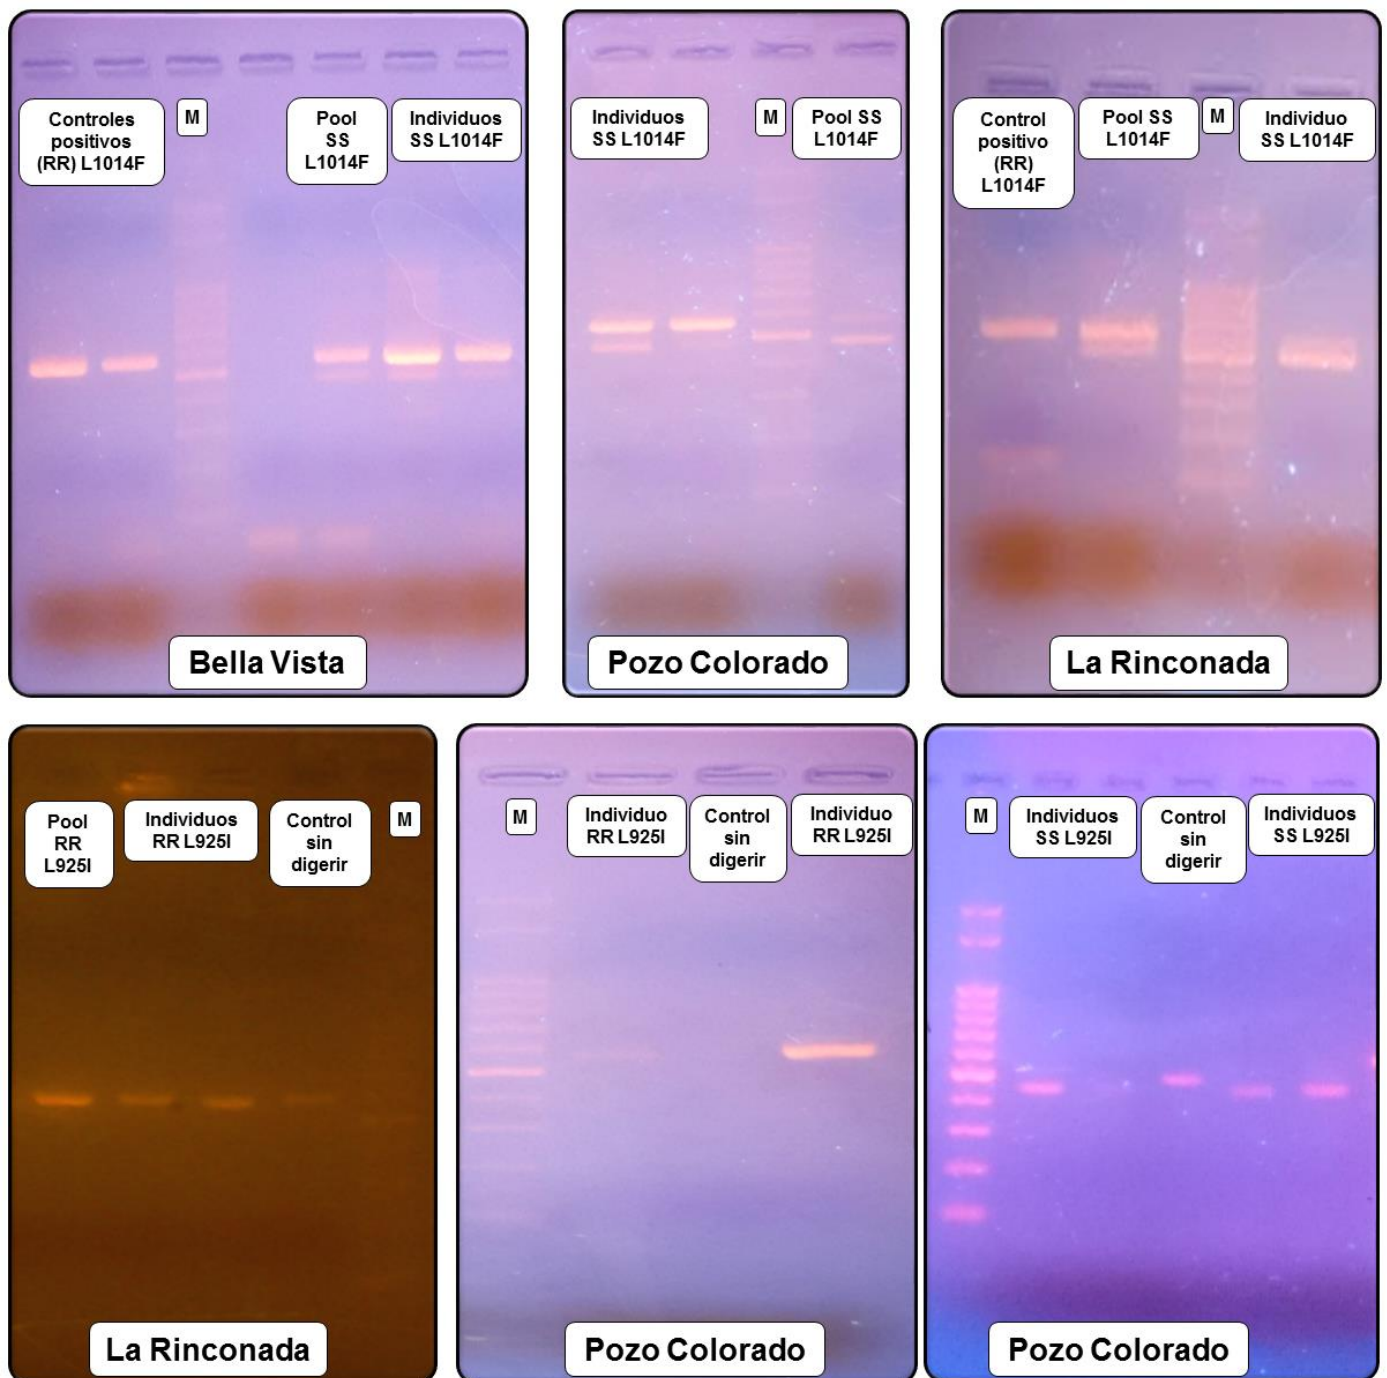 Controles
positivos
(RR) L1014F
M
Pool
SS
L1014F
Individuos
SS L1014F
Bella Vista
Individuos
SS L1014F
M
Pool SS
L1014F
Pozo Colorado
Control
positivo
(RR)
L1014F
Pool SS
L1014F
M
Individuo
SS L1014F
La Rinconada
Pool
RR
L925I
Individuos
RR L925I
Control
sin
digerir
M
La Rinconada
M
Individuo
RR L925I
Control
sin
digerir
Individuo
RR L925I
Pozo Colorado
M
Individuos
SS L925I
Control
sin
digerir
Individuos
SS L925I
Pozo Colorado